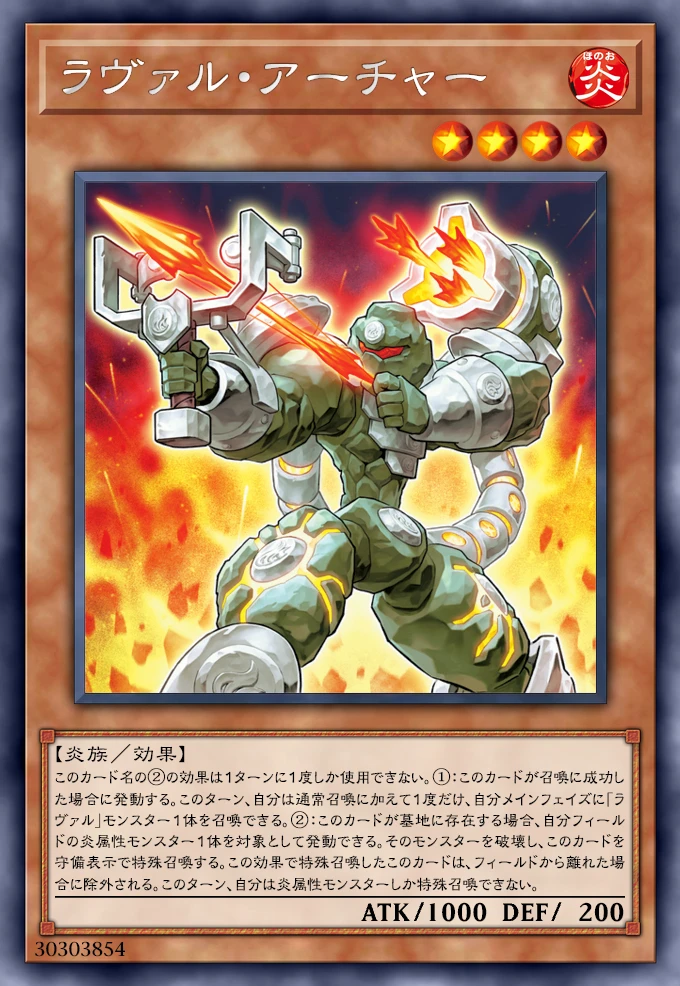 ラヴァル・アーチャー
ほのお
炎
【炎族／効果】
このカード名の②の効果は1ターンに1度しか使用できない。①：このカードが召喚に成功し
た場合に発動する。このターン、自分は通常召喚に加えて1度だけ、自分メインフェイズに「ラ
ヴァル」モンスター1体を召喚できる。②：このカードが墓地に存在する場合、自分フィール
ドの炎属性モンスター1体を対象として発動できる。そのモンスターを破壊し、このカードを
守備表示で特殊召喚する。この効果で特殊召喚したこのカードは、フィールドから離れた場
合に除外される。このターン、自分は炎属性モンスターしか特殊召喚できない。
ATK/1000 DEF/ 200
30303854